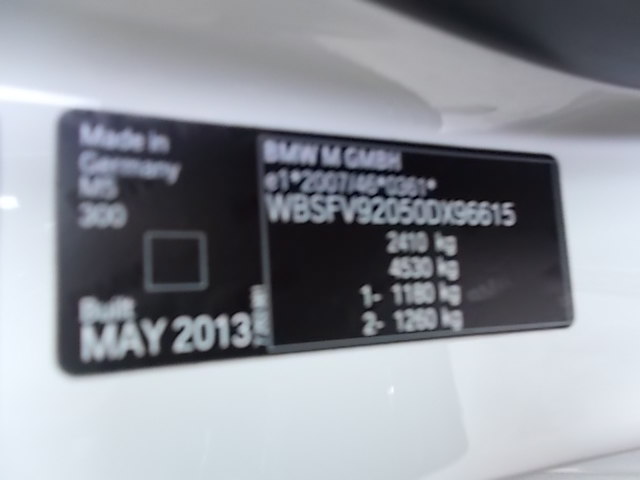 Made in
Germany
M5
300
Built
MAY 2013
BMW M GMBH
e1*2007/46*0361*
WBSFV92050DX96615
2410 kg
4530 kg
1- 1180 kg
2- 1260 kg